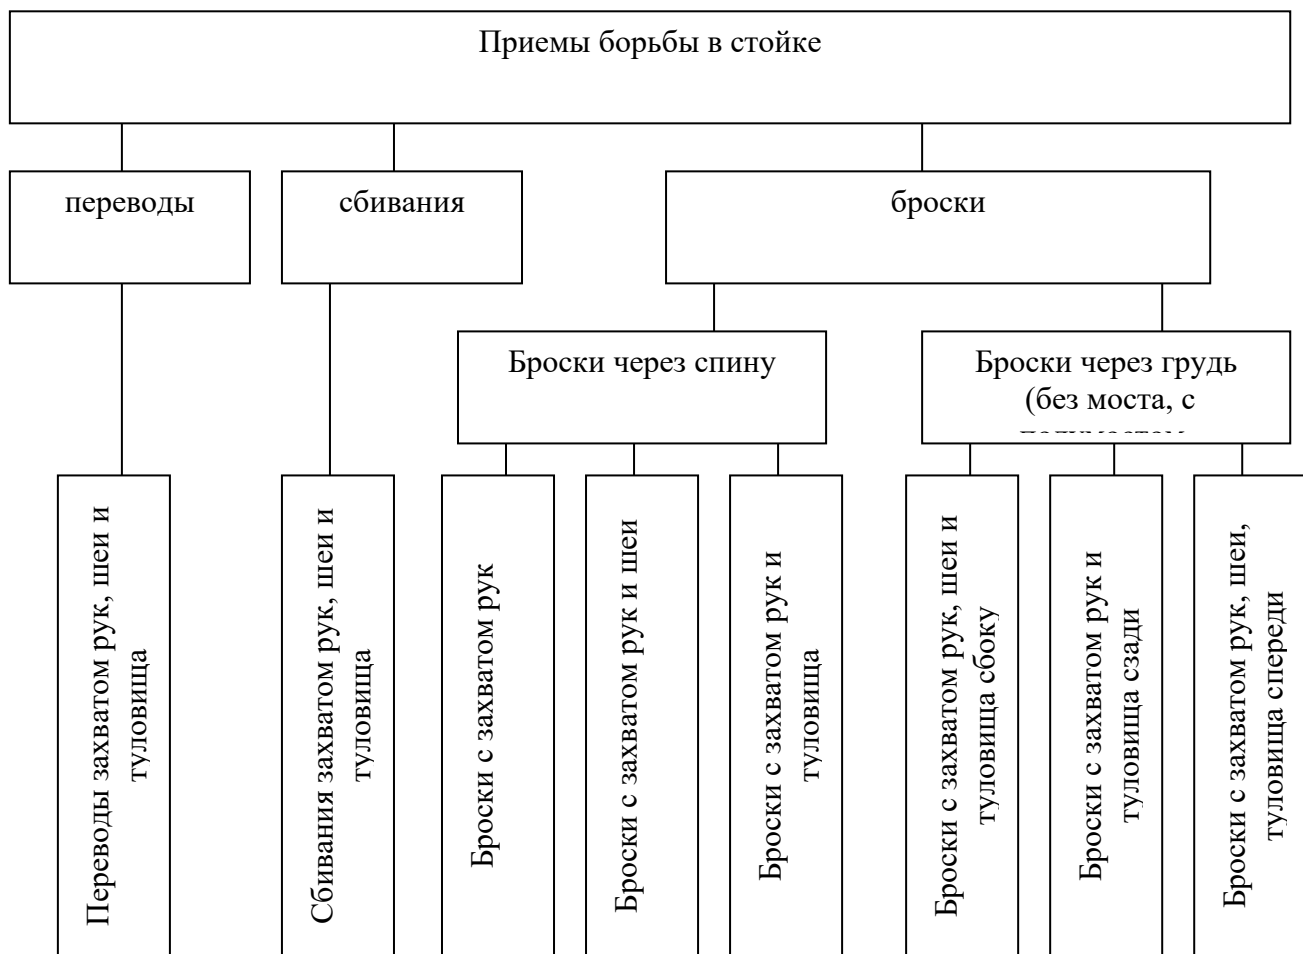 Приемы борьбы в стойке
переводы
сбивания
броски
Броски через спину
Броски через грудь
(без моста, с
Переводы захватом рук, шеи и
туловища
Сбивания захватом рук, шеи и
туловища
Броски с захватом рук
Броски с захватом рук и шеи
Броски с захватом рук и
туловища
Броски с захватом рук, шеи и
туловища сбоку
Броски с захватом рук и
туловища сзади
Броски с захватом рук, шеи,
туловища спереди